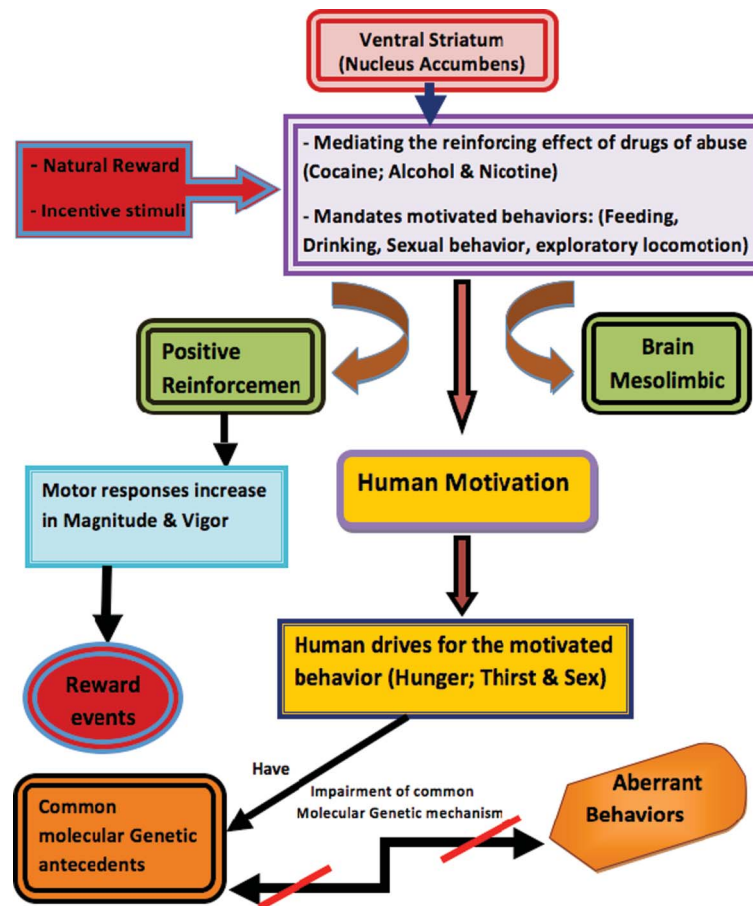 Ventral Striatum
(Nucleus Accumbens)
- Natural Reward
- Incentive stimuli
- Mediating the reinforcing effect of drugs of abuse
(Cocaine; Alcohol & Nicotine)
- Mandates motivated behaviors: (Feeding,
Drinking, Sexual behavior, exploratory locomotion)
Positive
Reinforcemen
Brain
Mesolimbic
Motor responses increase
in Magnitude & Vigor
Human Motivation
Reward
events
Human drives for the motivated
behavior (Hunger; Thirst & Sex)
Have
Impairment of common
Molecular Genetic mechanism
Common
molecular Genetic
antecedents
Aberrant
Behaviors